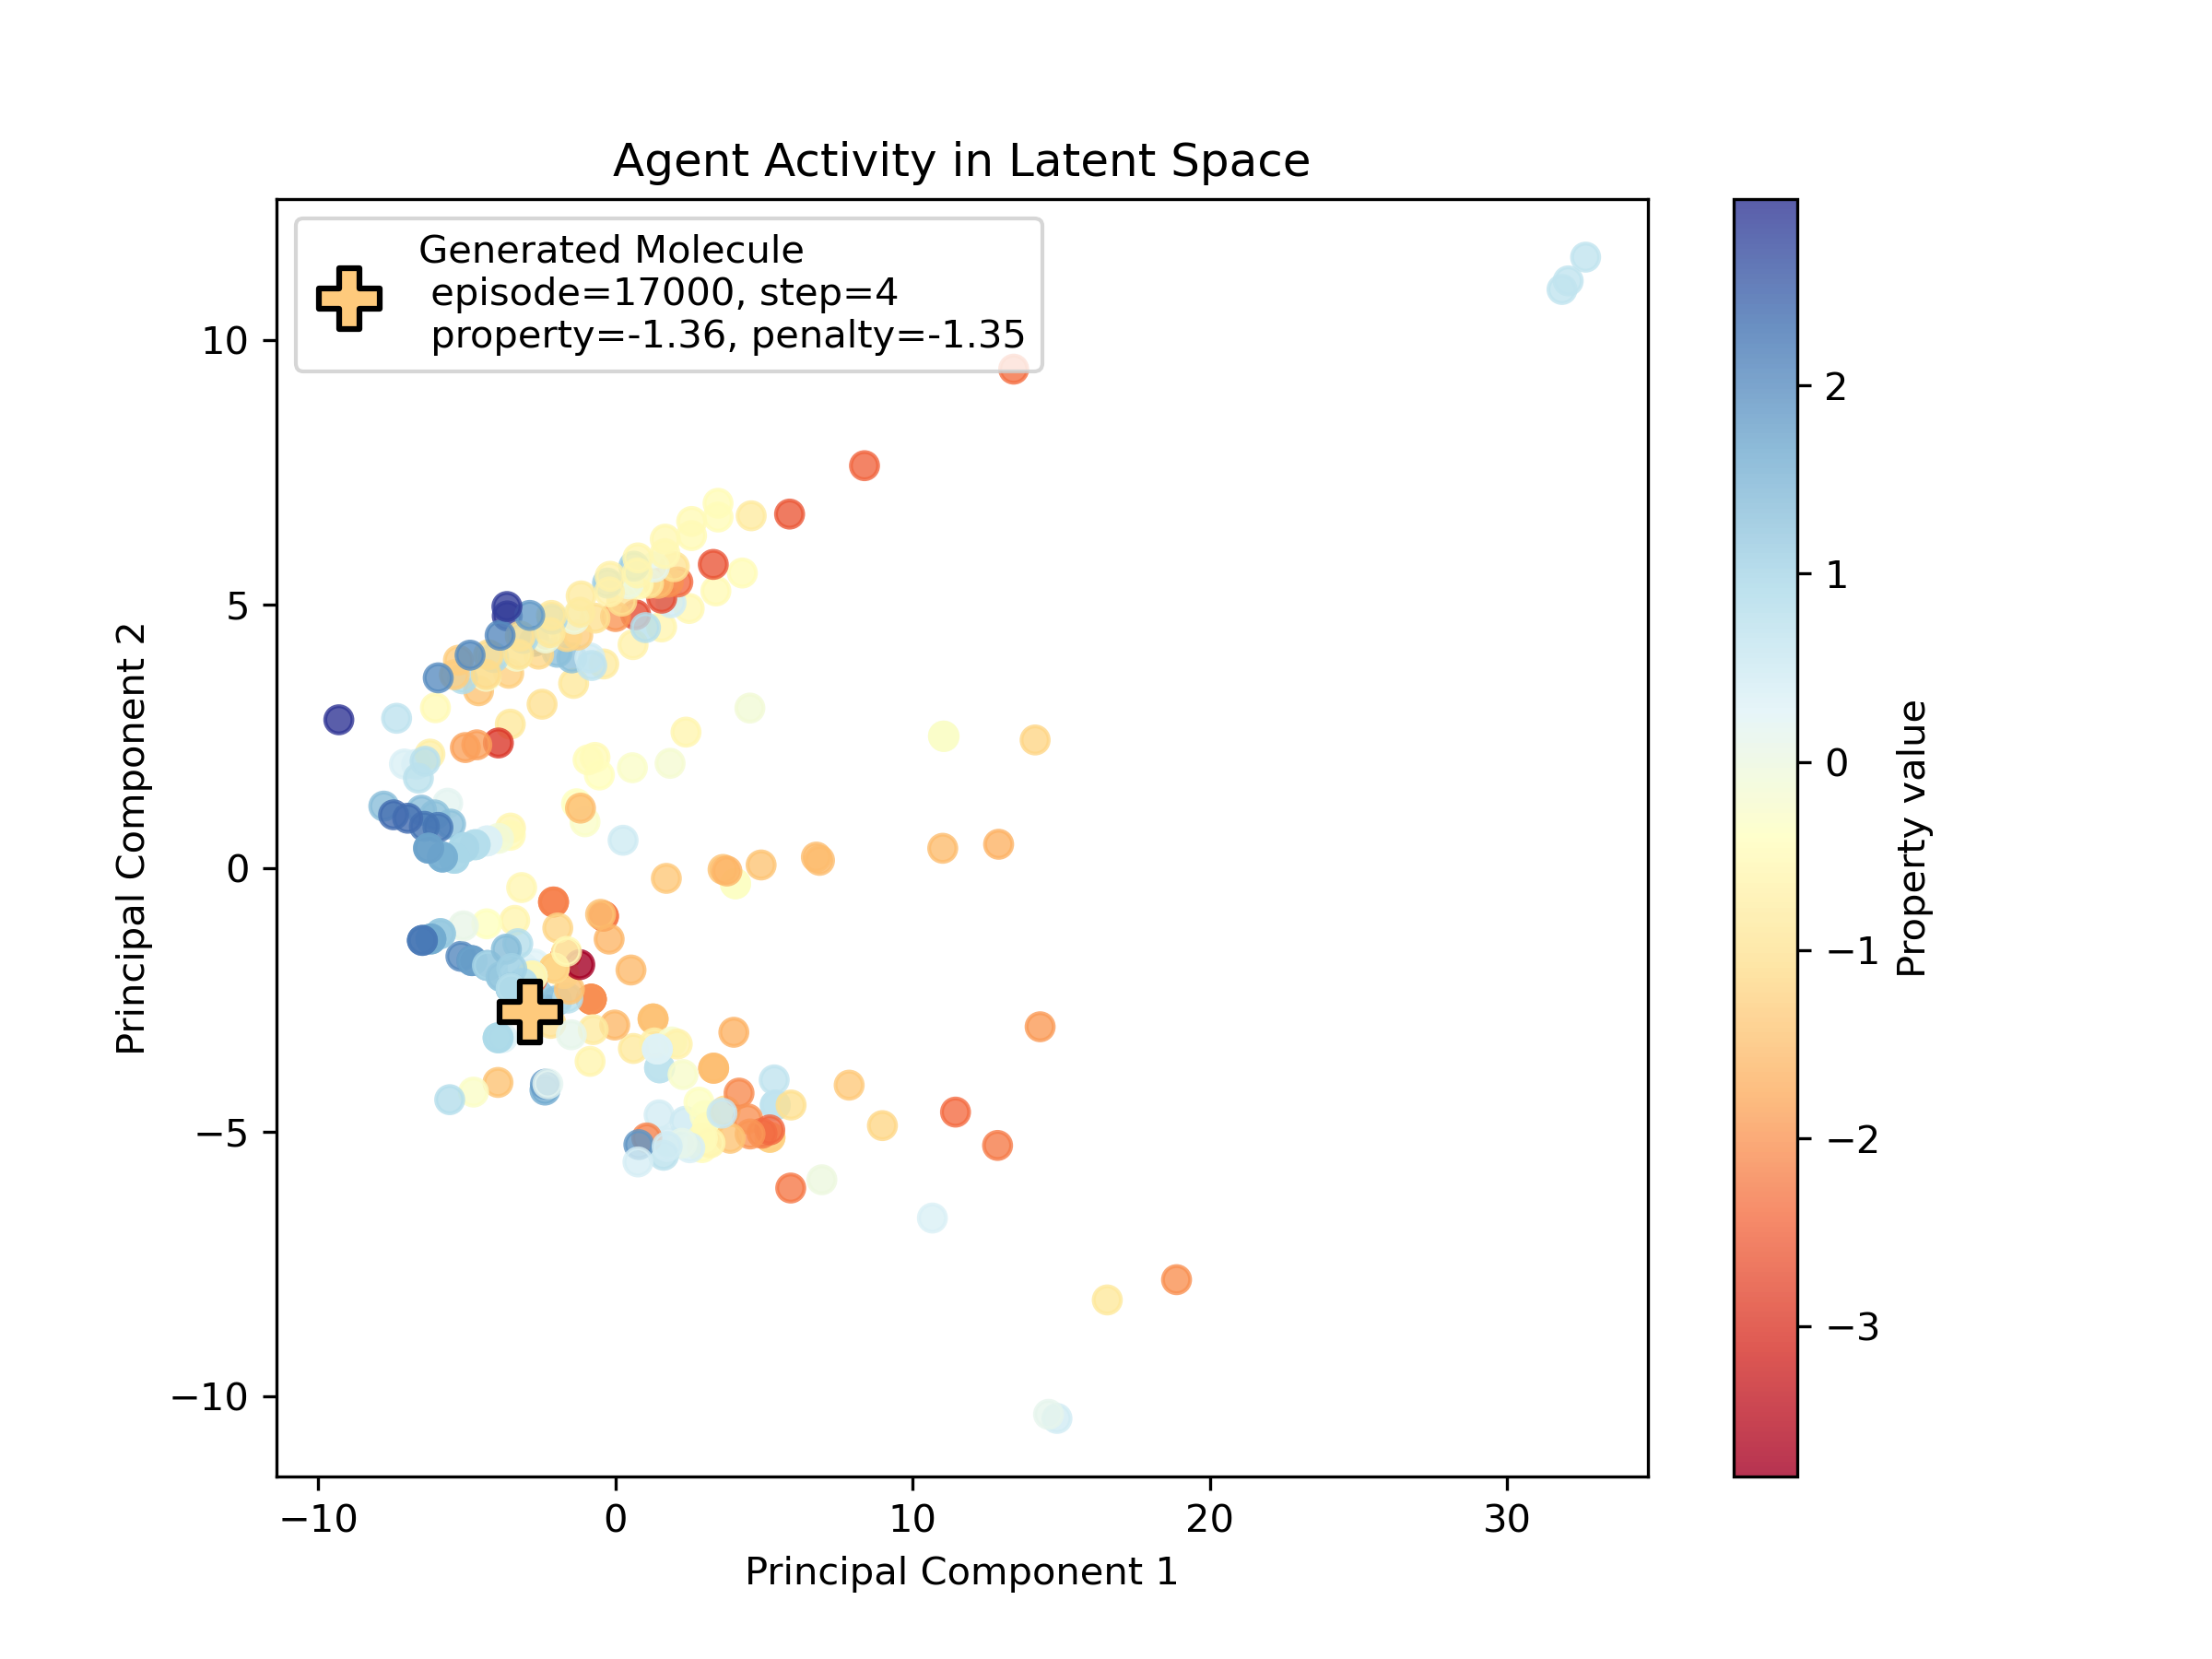 Agent Activity in Latent Space
Generated Molecule
episode=17000, step=4
property=-1.36, penalty=-1.35
10
5
0
−5
−10
Principal Component 2
−10
0
10
20
30
Principal Component 1
2
1
0
−1
−2
−3
Property value